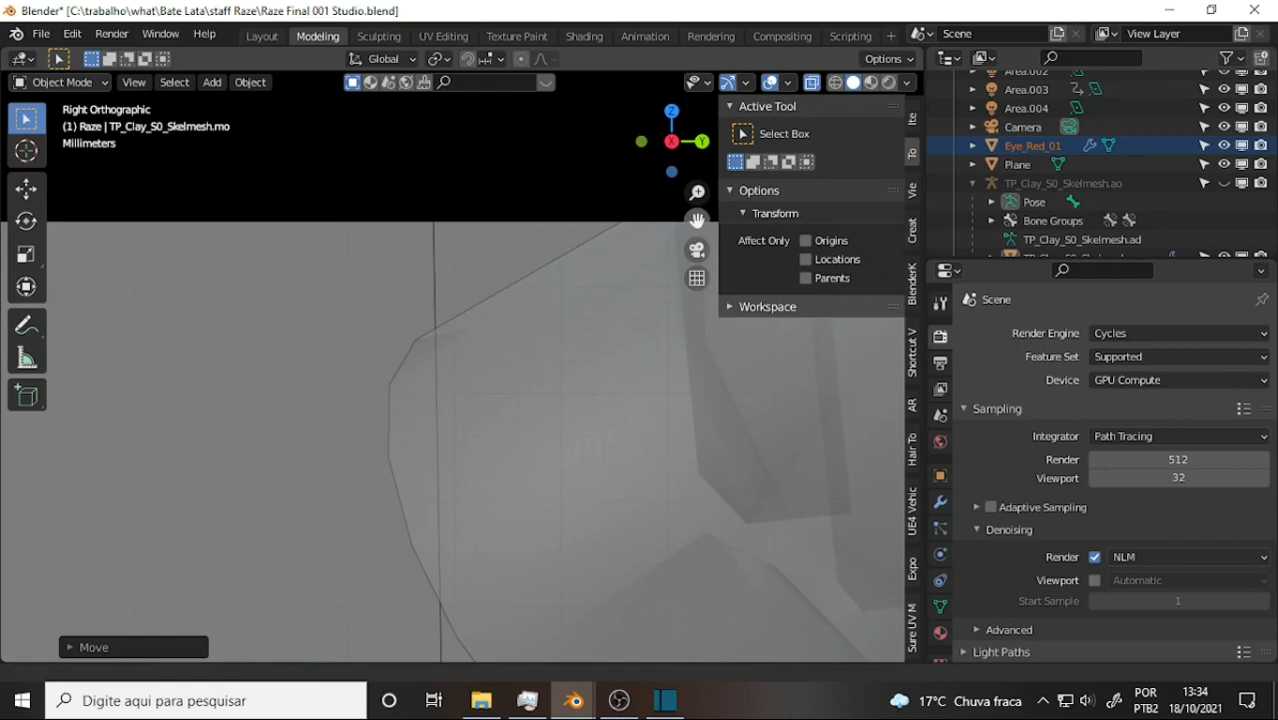 Blender* [C:\trabalho\what\Bate Lata\staff Raze\Raze Final 001 Studio.blend]
File Edit Render Window Help Layout Modeling Sculpting UV Editing Texture Paint Shading Animation Rendering Compositing Scripting + Scene View Layer
Global Options
Object Mode View Select Add Object
Right Orthographic
(1) Raze | TP_Clay_S0_Skelmesh.mo
Millimeters
Z
X
Y
Active Tool
Select Box
Options
Transform
Affect Only Origins
Locations
Parents
Workspace
Ite
To
Vie
Creat
BlenderK
Shortcut V
AR
Hair To
UE4 Vehic
Expo
Sure UV M
Area.002
Area.003
Area.004
Camera
Eye_Red_01
Plane
TP_Clay_S0_Skelmesh.ao
Pose
Bone Groups
TP_Clay_S0_Skelmesh.ad
Scene
Render Engine Cycles
Feature Set Supported
Device GPU Compute
Sampling
Integrator Path Tracing
Render 512
Viewport 32
Adaptive Sampling
Denoising
Render NLM
Viewport Automatic
Start Sample 1
Advanced
Light Paths
Move
Digite aqui para pesquisar
17°C Chuva fraca
POR
PTB2
13:34
18/10/2021